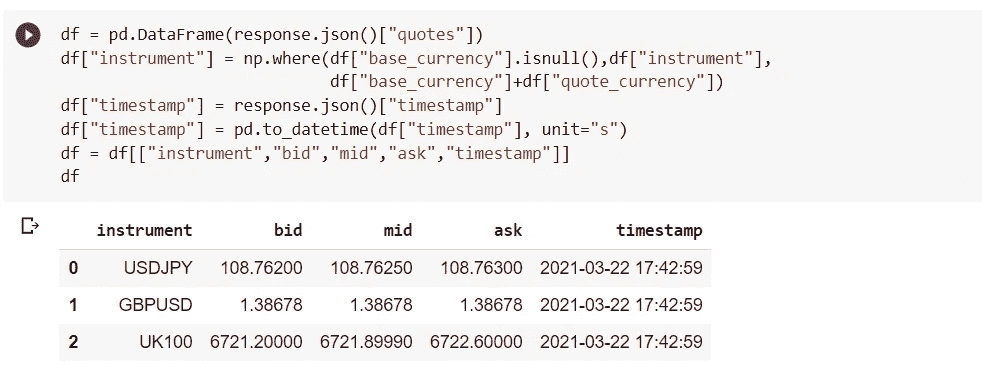 df = pd.DataFrame(response.json()["quotes"])
df["instrument"] = np.where(df["base_currency"].isnull(),df["instrument"],
df["base_currency"]+df["quote_currency"])
df["timestamp"] = response.json()["timestamp"]
df["timestamp"] = pd.to_datetime(df["timestamp"], unit="s")
df = df[["instrument","bid","mid","ask","timestamp"]]
df
instrument bid mid ask timestamp
0 USDJPY 108.76200 108.76250 108.76300 2021-03-22 17:42:59
1 GBPUSD 1.38678 1.38678 1.38678 2021-03-22 17:42:59
2 UK100 6721.20000 6721.89990 6722.60000 2021-03-22 17:42:59